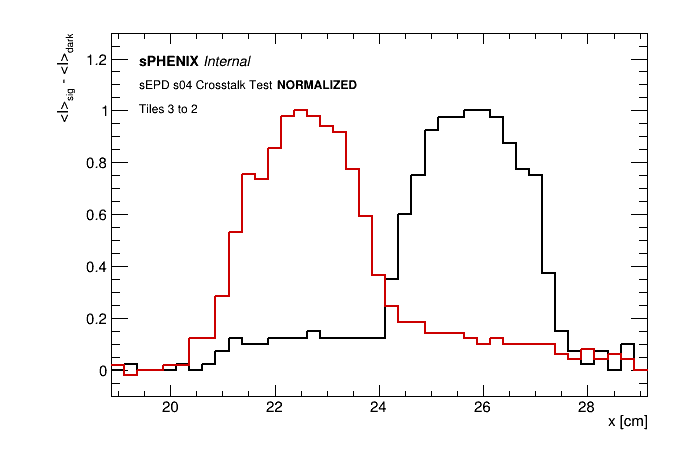 <I>sig - <I>dark
sPHENIX Internal
sEPD s04 Crosstalk Test NORMALIZED
Tiles 3 to 2
1.2
1
0.8
0.6
0.4
0.2
0
20 22 24 26 28
x [cm]